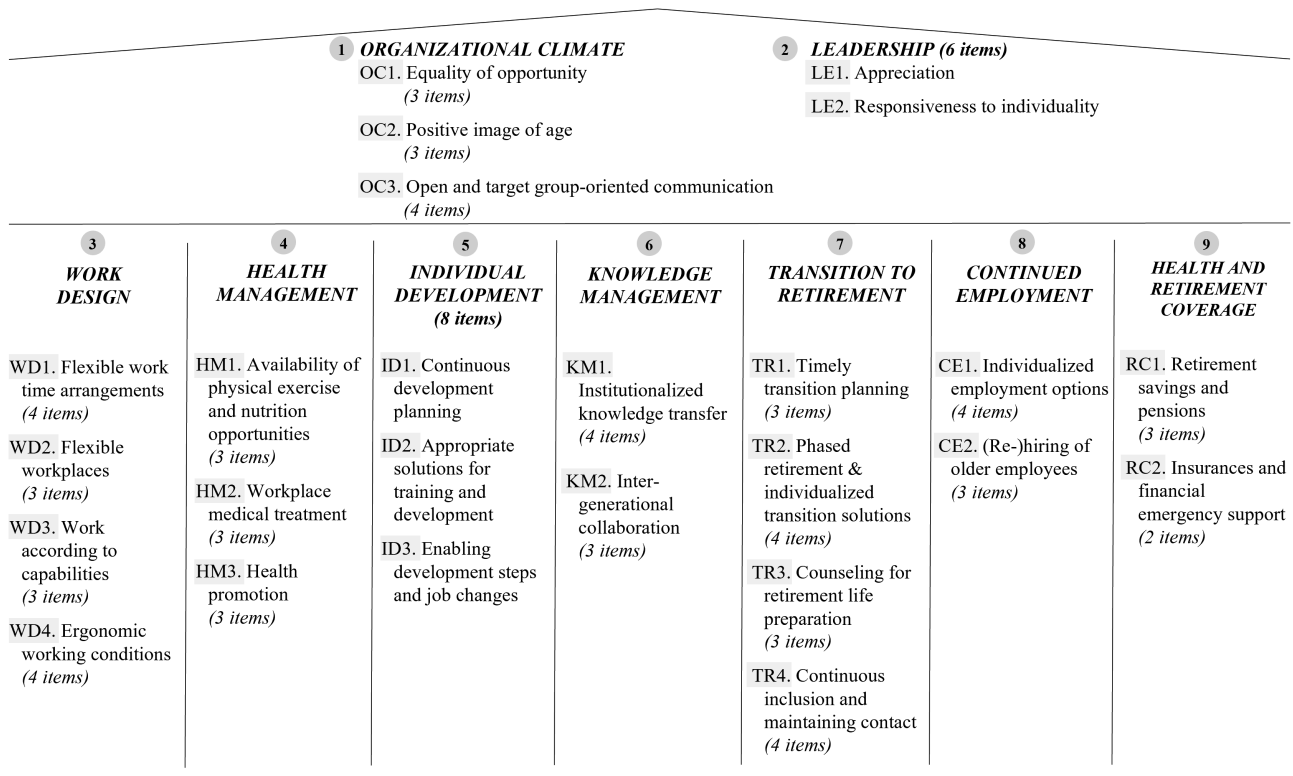 1 ORGANIZATIONAL CLIMATE
OC1. Equality of opportunity
(3 items)
OC2. Positive image of age
(3 items)
OC3. Open and target group-oriented communication
(4 items)
2 LEADERSHIP (6 items)
LE1. Appreciation
LE2. Responsiveness to individuality
3
WORK
DESIGN
WD1. Flexible work
time arrangements
(4 items)
WD2. Flexible
workplaces
(3 items)
WD3. Work
according to
capabilities
(3 items)
WD4. Ergonomic
working conditions
(4 items)
4
HEALTH
MANAGEMENT
HM1. Availability of
physical exercise
and nutrition
opportunities
(3 items)
HM2. Workplace
medical treatment
(3 items)
HM3. Health
promotion
(3 items)
5
INDIVIDUAL
DEVELOPMENT
(8 items)
ID1. Continuous
development
planning
ID2. Appropriate
solutions for
training and
development
ID3. Enabling
development steps
and job changes
6
KNOWLEDGE
MANAGEMENT
KM1.
Institutionalized
knowledge transfer
(4 items)
KM2. Inter-
generational
collaboration
(3 items)
7
TRANSITION TO
RETIREMENT
TR1. Timely
transition planning
(3 items)
TR2. Phased
retirement &
individualized
transition solutions
(4 items)
TR3. Counseling for
retirement life
preparation
(3 items)
TR4. Continuous
inclusion and
maintaining contact
(4 items)
8
CONTINUED
EMPLOYMENT
CE1. Individualized
employment options
(4 items)
CE2. (Re-)hiring of
older employees
(3 items)
9
HEALTH AND
RETIREMENT
COVERAGE
RC1. Retirement
savings and
pensions
(3 items)
RC2. Insurances and
financial
emergency support
(2 items)